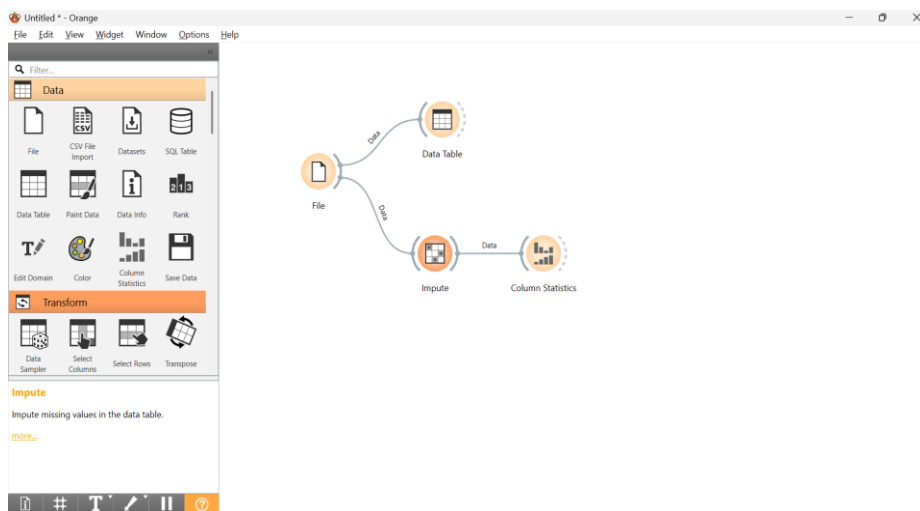 Untitled * - Orange
File Edit View Widget Window Options Help
Filter...
Data
File
CSV File Import
Datasets
SQL Table
Data Table
Paint Data
Data Info
Rank
Edit Domain
Color
Column Statistics
Save Data
Transform
Data Sampler
Select Columns
Select Rows
Transpose
Impute
Impute missing values in the data table.
more...
File
Data
Data Table
Data
Impute
Data
Column Statistics